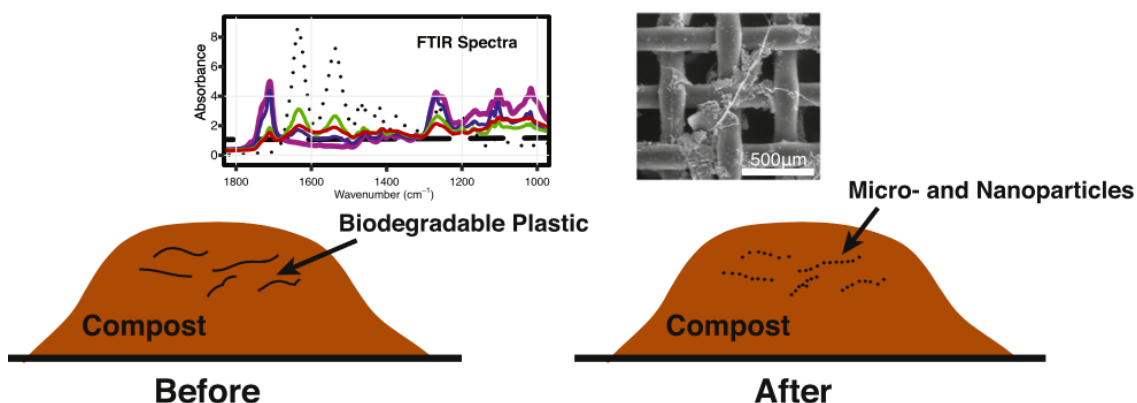 FTIR Spectra
Absorbance
8
6
4
2
0
1800
1600
1400
1200
1000
Wavenumber (cm⁻¹)
500µm
Micro- and Nanoparticles
Biodegradable Plastic
Compost
Compost
Before
After